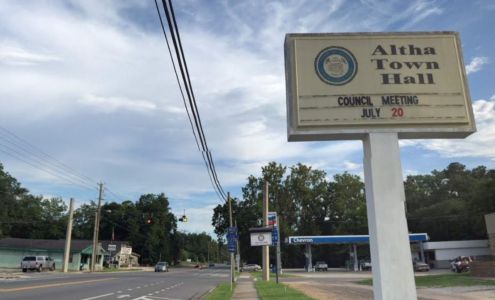 Altha
Town
Hall
COUNCIL MEETING
JULY 20
Chevron